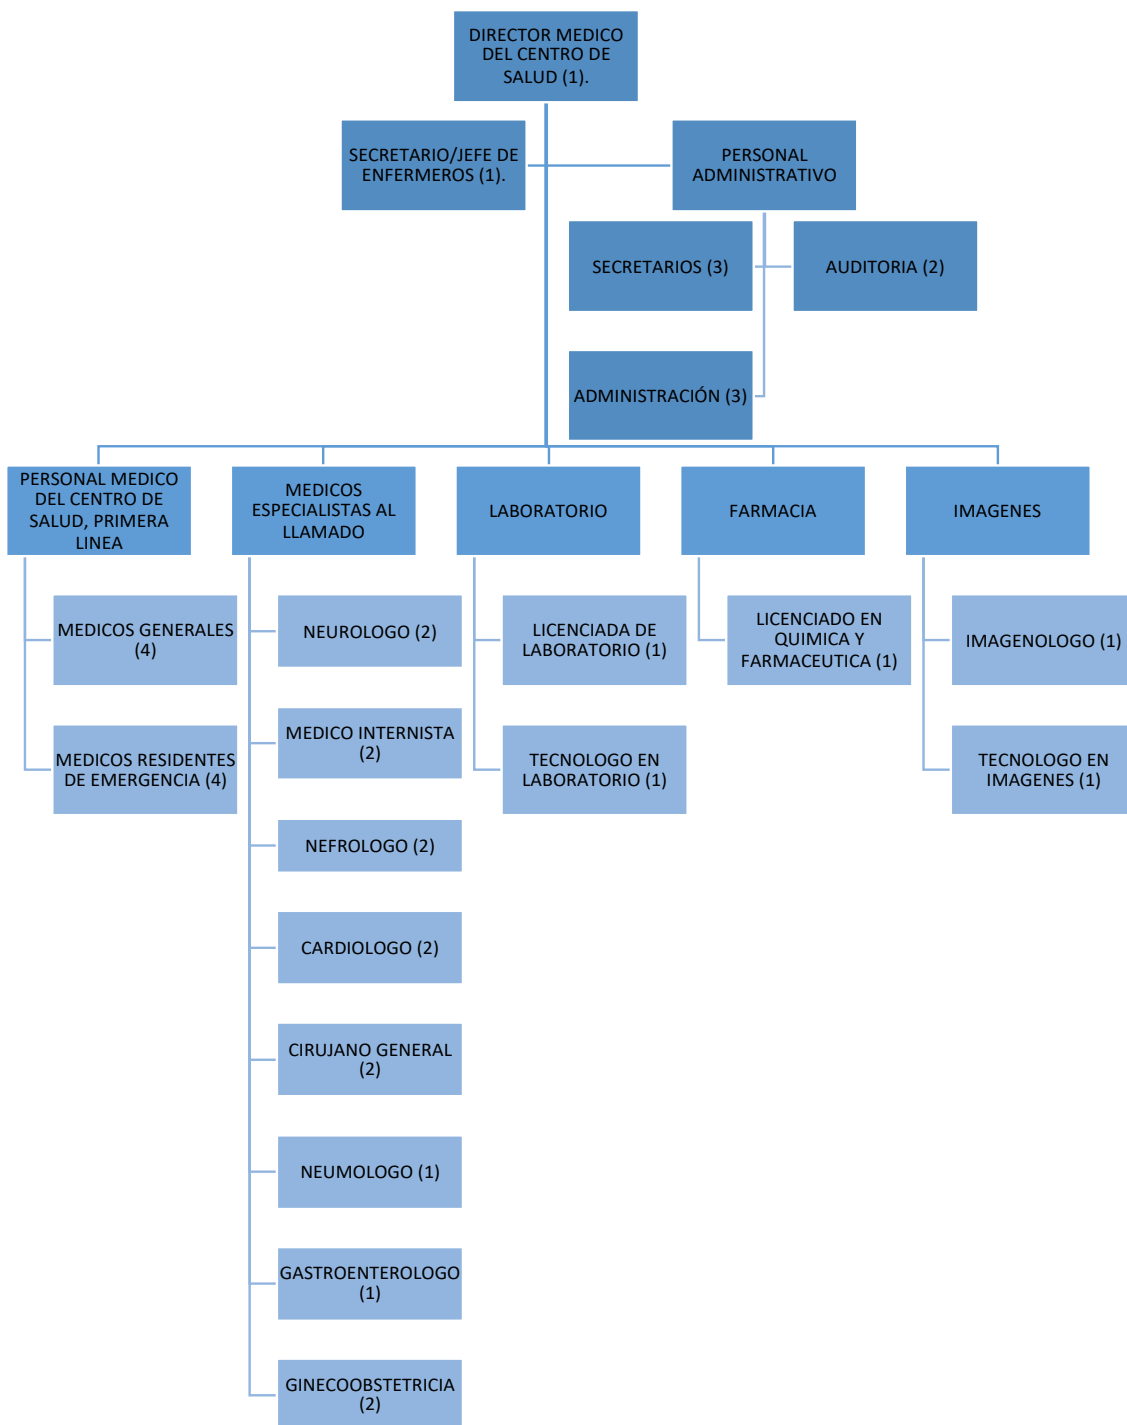 DIRECTOR MEDICO
DEL CENTRO DE
SALUD (1).
SECRETARIO/JEFE DE
ENFERMEROS (1).
PERSONAL
ADMINISTRATIVO
SECRETARIOS (3)
AUDITORIA (2)
ADMINISTRACIÓN (3)
PERSONAL MEDICO
DEL CENTRO DE
SALUD, PRIMERA
LINEA
MEDICOS GENERALES
(4)
MEDICOS RESIDENTES
DE EMERGENCIA (4)
MEDICOS
ESPECIALISTAS AL
LLAMADO
NEUROLOGO (2)
MEDICO INTERNISTA
(2)
NEFROLOGO (2)
CARDIOLOGO (2)
CIRUJANO GENERAL
(2)
NEUMOLOGO (1)
GASTROENTEROLOGO
(1)
GINECOOBSTETRICIA
(2)
LABORATORIO
LICENCIADA DE
LABORATORIO (1)
TECNOLOGO EN
LABORATORIO (1)
FARMACIA
LICENCIADO EN
QUIMICA Y
FARMACEUTICA (1)
IMAGENES
IMAGENOLOGO (1)
TECNOLOGO EN
IMAGENES (1)